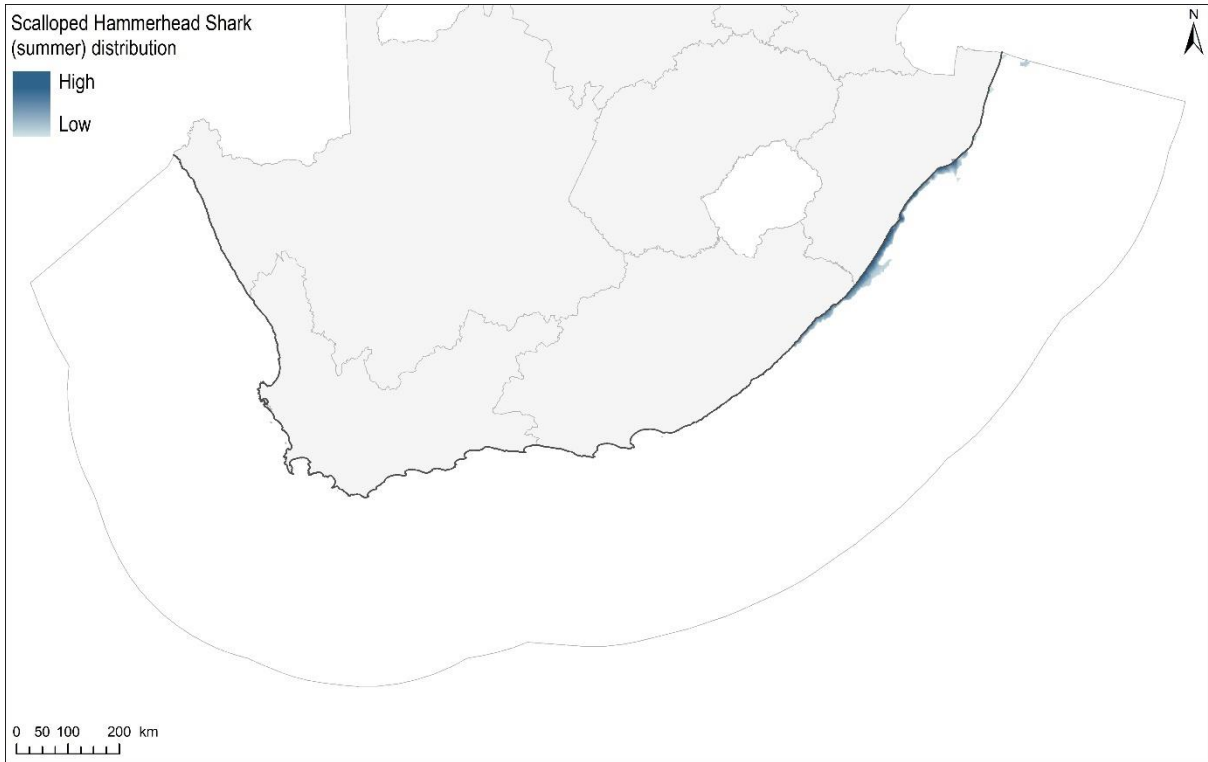 Scalloped Hammerhead Shark
(summer) distribution
High
Low
N
0 50 100 200 km